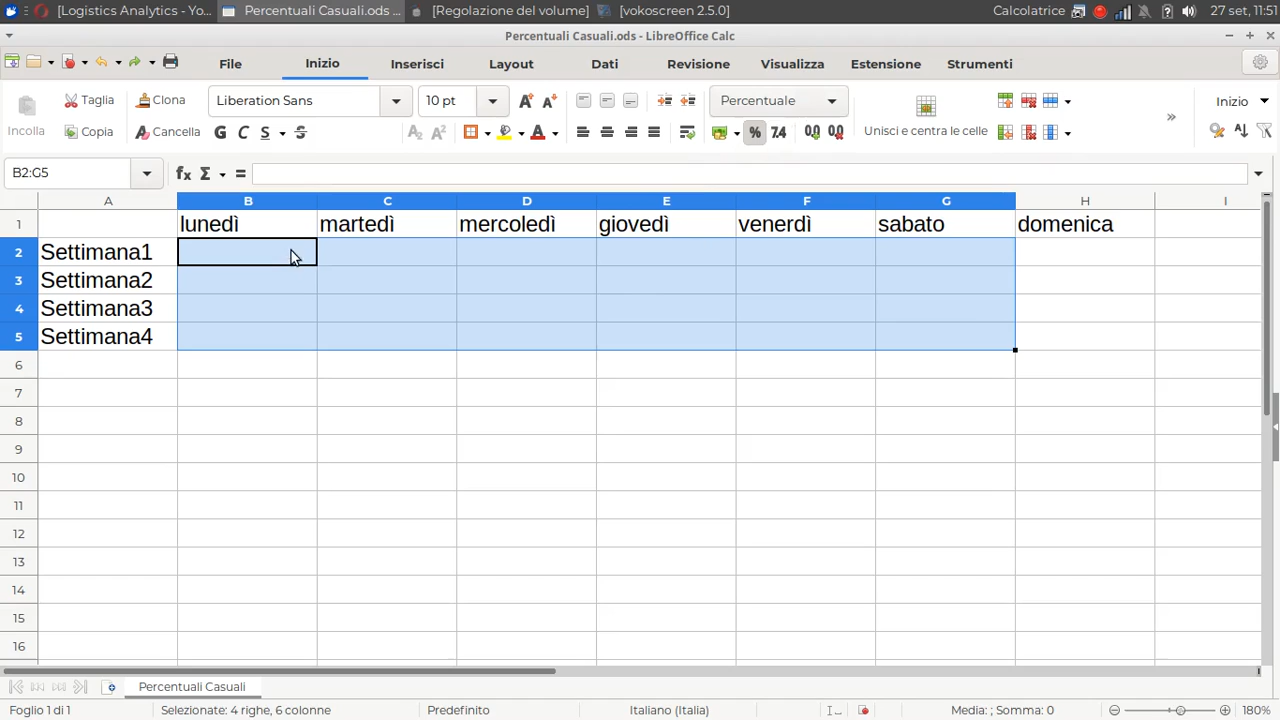 [Logistics Analytics - Yo... Percentuali Casuali.ods ... [Regolazione del volume] [vokoscreen 2.5.0] Calcolatrice 27 set, 11:51
Percentuali Casuali.ods - LibreOffice Calc
File Inizio Inserisci Layout Dati Revisione Visualizza Estensione Strumenti
Incolla Taglia Clona Liberation Sans 10 pt Percentuale Unisci e centra le celle Inizio
Copia Cancella G C S S % 7.4
B2:G5 fx Σ =
A B C D E F G H I
1 lunedì martedì mercoledì giovedì venerdì sabato domenica
2 Settimana1
3 Settimana2
4 Settimana3
5 Settimana4
6
7
8
9
10
11
12
13
14
15
16
Percentuali Casuali
Foglio 1 di 1 Selezionate: 4 righe, 6 colonne Predefinito Italiano (Italia) Media: ; Somma: 0 180%